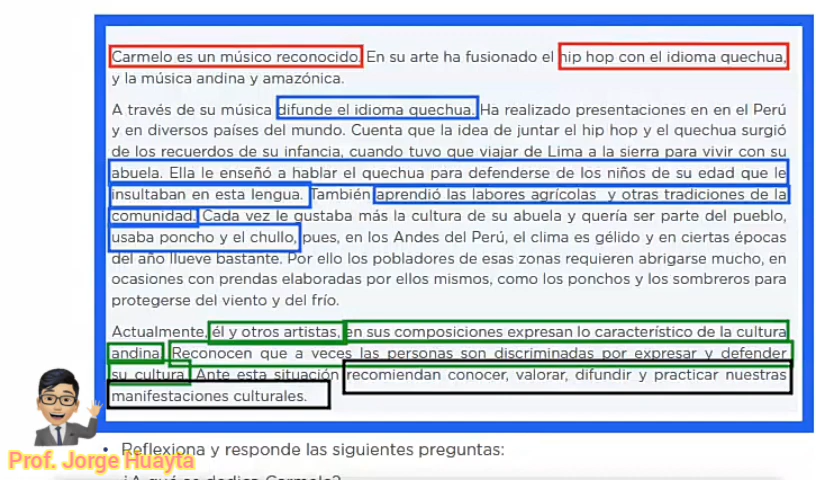 Carmelo es un músico reconocido. En su arte ha fusionado el hip hop con el idioma quechua,
y la música andina y amazónica.
A través de su música difunde el idioma quechua. Ha realizado presentaciones en en el Perú
y en diversos países del mundo. Cuenta que la idea de juntar el hip hop y el quechua surgió
de los recuerdos de su infancia, cuando tuvo que viajar de Lima a la sierra para vivir con su
abuela. Ella le enseñó a hablar el quechua para defenderse de los niños de su edad que le
insultaban en esta lengua. También aprendió las labores agrícolas y otras tradiciones de la
comunidad. Cada vez le gustaba más la cultura de su abuela y quería ser parte del pueblo,
usaba poncho y el chullo, pues, en los Andes del Perú, el clima es gélido y en ciertas épocas
del año llueve bastante. Por ello los pobladores de esas zonas requieren abrigarse mucho, en
ocasiones con prendas elaboradas por ellos mismos, como los ponchos y los sombreros para
protegerse del viento y del frío.
Actualmente, él y otros artistas, en sus composiciones expresan lo característico de la cultura
andina. Reconocen que a veces las personas son discriminadas por expresar y defender
su cultura. Ante esta situación recomiendan conocer, valorar, difundir y practicar nuestras
manifestaciones culturales.
• Reflexiona y responde las siguientes preguntas:
Prof. Jorge Huayta
¿A qué se dedica Carmelo?